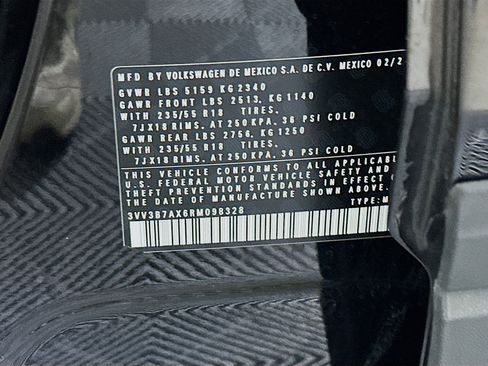 MFD BY VOLKSWAGEN DE MEXICO S.A. DE C.V. MEXICO 02/2
GVWR LBS 5159 KG 2340
GAWR FRONT LBS 2513, KG 1140
WITH 235/55 R18 TIRES.
7JX18 RIMS, AT 250 KPA, 36 PSI COLD
GAWR REAR LBS 2756, KG 1250
WITH 235/55 R18 TIRES.
7JX18 RIMS, AT 250 KPA, 36 PSI COLD
THIS VEHICLE CONFORMS TO ALL APPLICABL
U.S. FEDERAL MOTOR VEHICLE SAFETY AND
THEFT PREVENTION STANDARDS IN EFFECT O
THE DATE OF MANUFACTURE SHOWN ABOVE.
3VV3B7AX6RM098328
TYPE: M